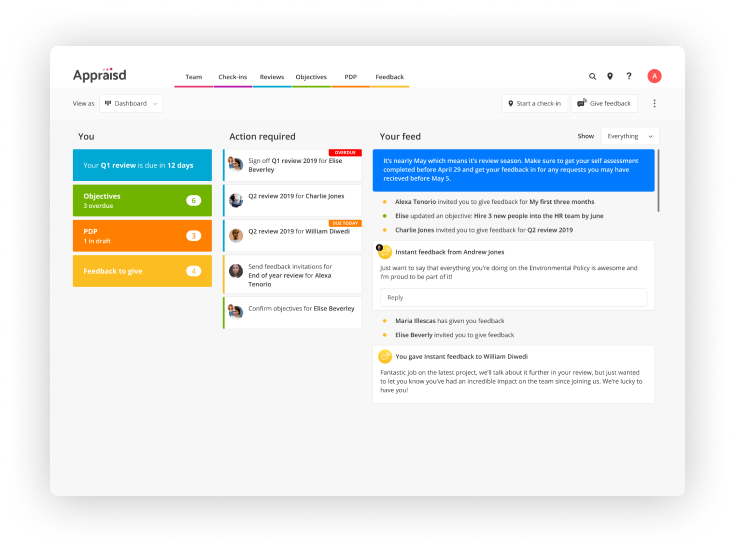 Appraisd
Team Check-ins Reviews Objectives PDP Feedback
? A
View as Dashboard
Start a check-in Give feedback
You
Your Q1 review is due in 12 days
Objectives
3 overdue
6
PDP
1 in draft
3
Feedback to give
4
Action required
OVERDUE
Sign off Q1 review 2019 for Elise
Beverley
Q2 review 2019 for Charlie Jones
DUE TODAY
Q2 review 2019 for William Diwedi
Send feedback invitations for
End of year review for Alexa
Tenorio
Confirm objectives for Elise Beverley
Your feed
Show Everything
It's nearly May which means it's review season. Make sure to get your self assessment
completed before April 29 and get your feedback in for any requests you may have
recieved before May 5.
Alexa Tenorio invited you to give feedback for My first three months
Elise updated an objective: Hire 3 new people into the HR team by June
Charlie Jones invited you to give feedback for Q2 review 2019
Instant feedback from Andrew Jones
Just want to say that everything you're doing on the Environmental Policy is awesome and
I'm proud to be part of it!
Reply
Maria Illescas has given you feedback
Elise Beverly invited you to give feedback
You gave Instant feedback to William Diwedi
Fantastic job on the latest project, we'll talk about it further in your review, but just wanted
to let you know you've had an incredible impact on the team since joining us. We're lucky to
have you!